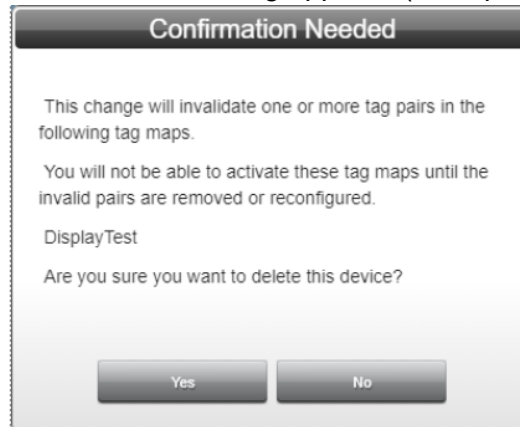 Confirmation Needed
This change will invalidate one or more tag pairs in the
following tag maps.
You will not be able to activate these tag maps until the
invalid pairs are removed or reconfigured.
DisplayTest
Are you sure you want to delete this device?
Yes
No